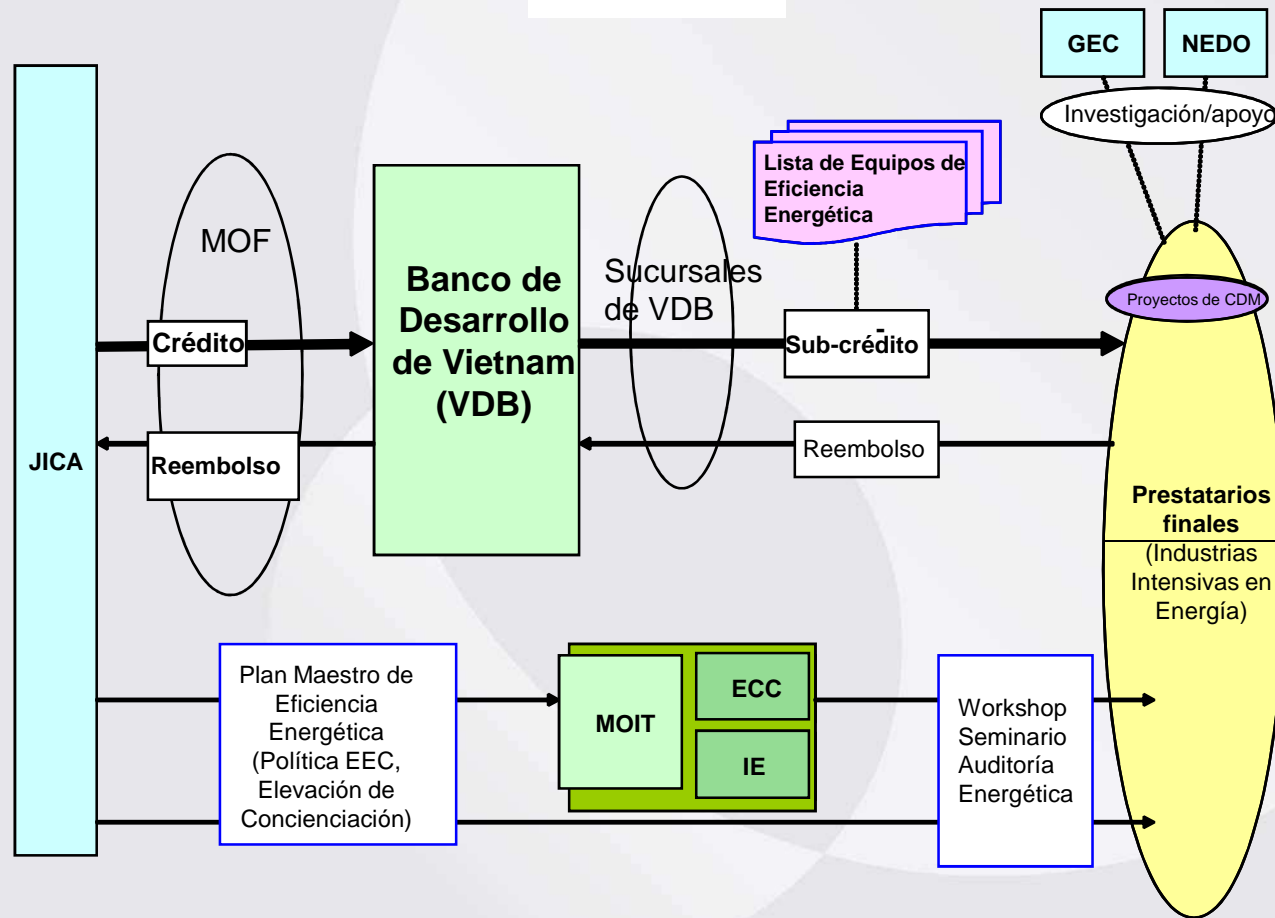 GEC
NEDO
Investigación/apoyo
Lista de Equipos de
Eficiencia
Energética
MOF
Banco de
Desarrollo
de Vietnam
(VDB)
Sucursales
de VDB
Proyectos de CDM
Crédito
Sub-crédito
JICA
Reembolso
Reembolso
Prestatarios
finales
(Industrias
Intensivas en
Energía)
Plan Maestro de
Eficiencia
Energética
(Política EEC,
Elevación de
Concienciación)
MOIT
ECC
IE
Workshop
Seminario
Auditoría
Energética